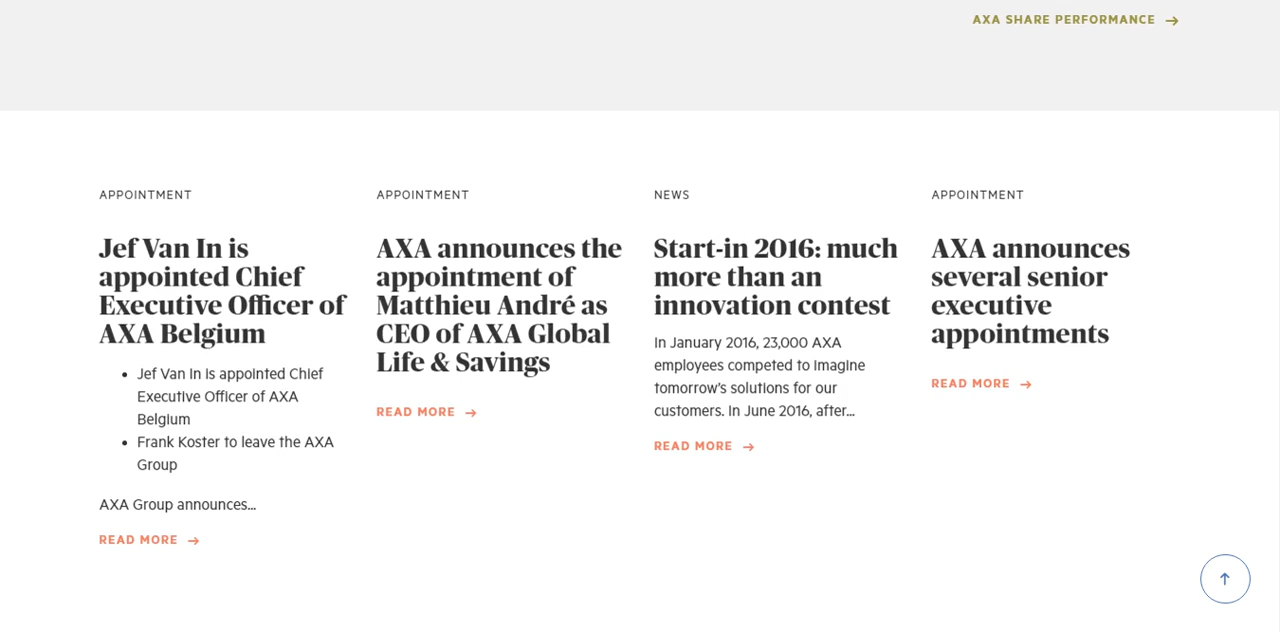 AXA SHARE PERFORMANCE
APPOINTMENT
Jef Van In is
appointed Chief
Executive Officer of
AXA Belgium
• Jef Van In is appointed Chief
Executive Officer of AXA
Belgium
• Frank Koster to leave the AXA
Group
AXA Group announces...
READ MORE
APPOINTMENT
AXA announces the
appointment of
Matthieu André as
CEO of AXA Global
Life & Savings
READ MORE
NEWS
Start-in 2016: much
more than an
innovation contest
In January 2016, 23,000 AXA
employees competed to imagine
tomorrow's solutions for our
customers. In June 2016, after...
READ MORE
APPOINTMENT
AXA announces
several senior
executive
appointments
READ MORE